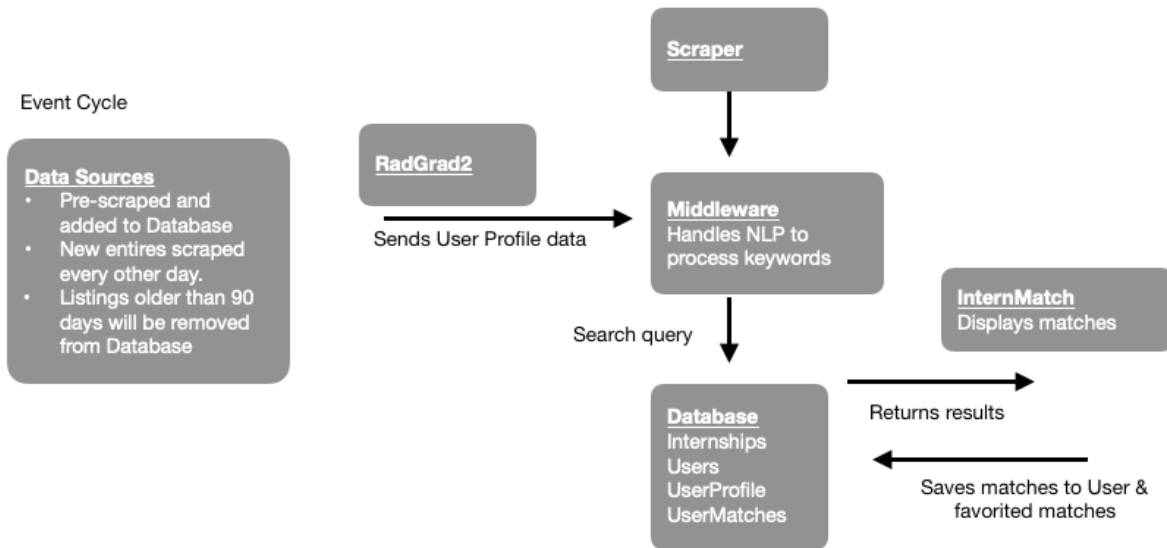 Scraper
Event Cycle
Data Sources
• Pre-scraped and
added to Database
• New entires scraped
every other day.
• Listings older than 90
days will be removed
from Database
RadGrad2
Sends User Profile data
Middleware
Handles NLP to
process keywords
Search query
InternMatch
Displays matches
Database
Internships
Users
UserProfile
UserMatches
Returns results
Saves matches to User &
favorited matches